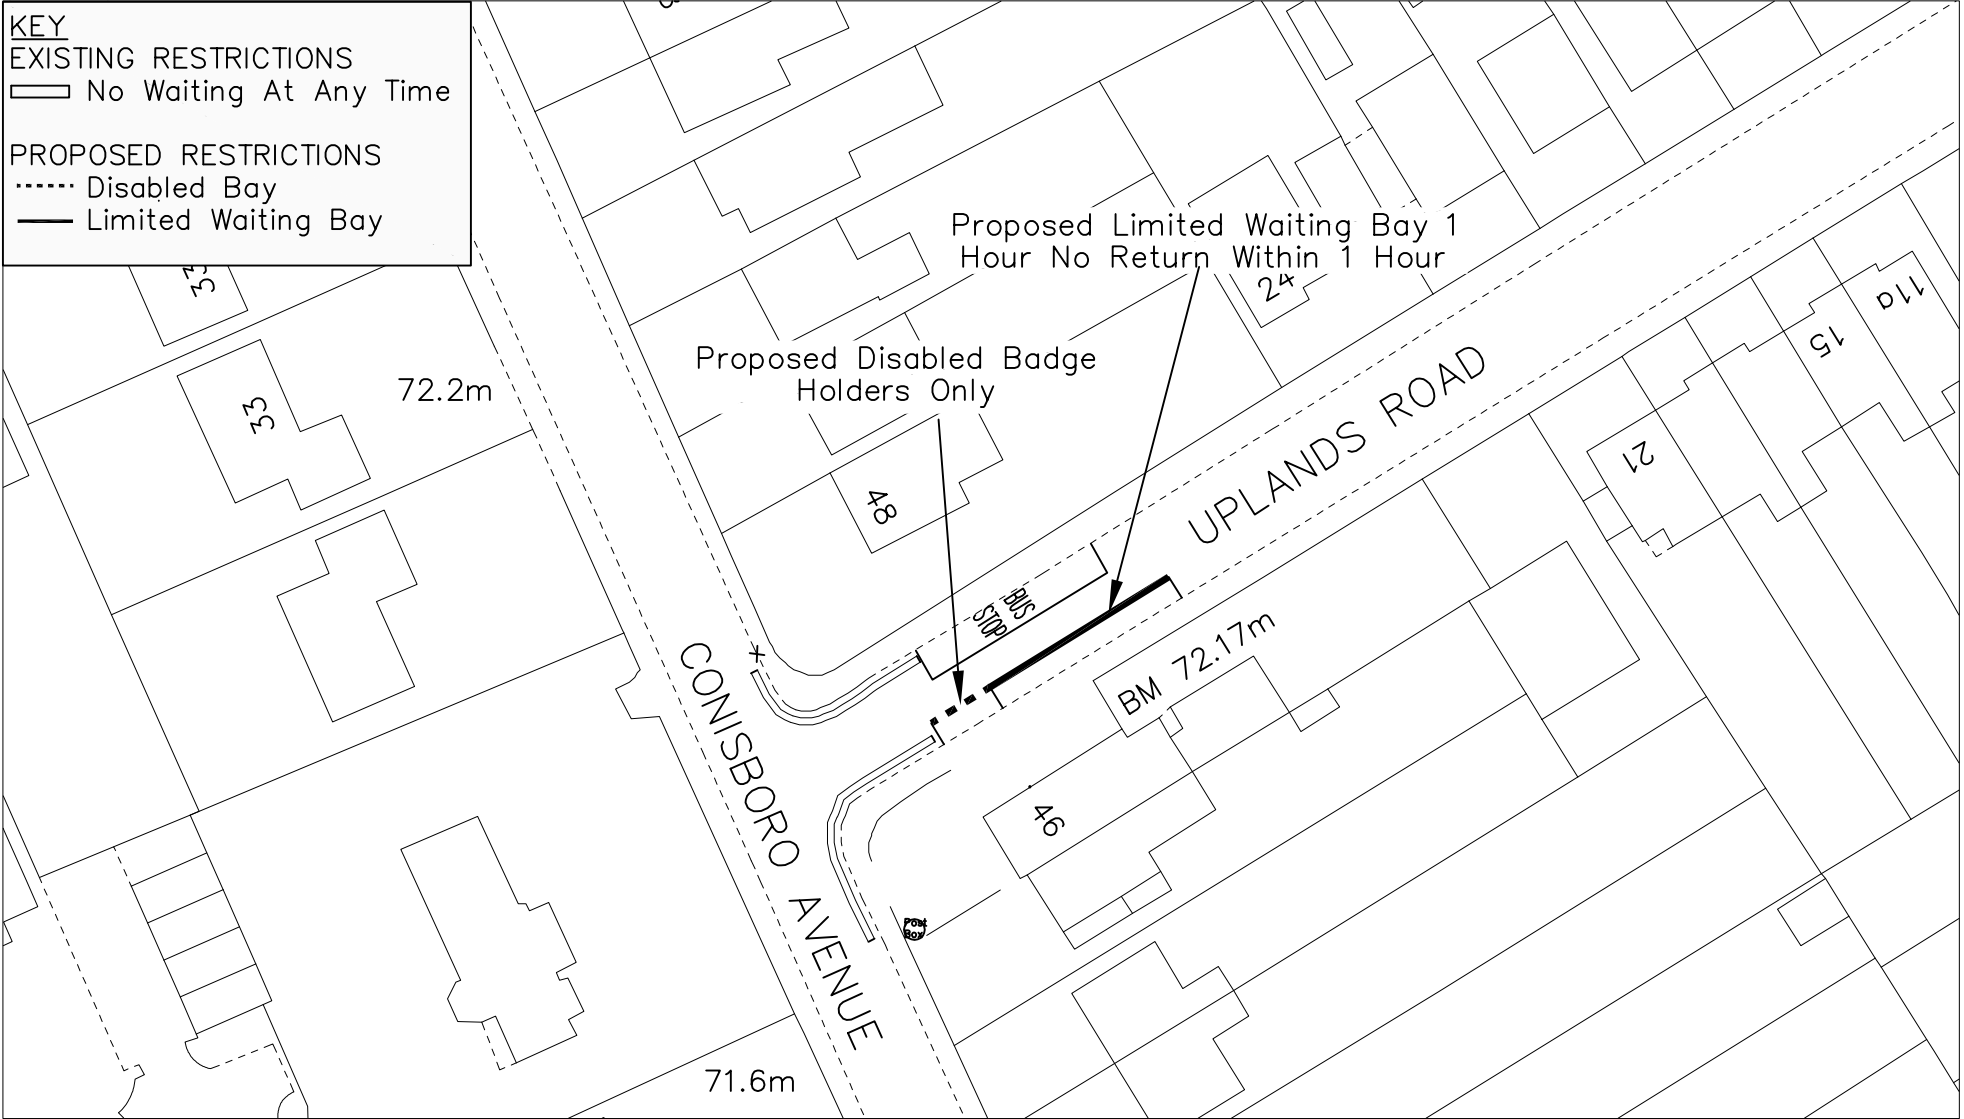 KEY
EXISTING RESTRICTIONS
No Waiting At Any Time
PROPOSED RESTRICTIONS
Disabled Bay
Limited Waiting Bay
33
33
72.2m
Proposed Limited Waiting Bay 1
Hour No Return Within 1 Hour
24
Proposed Disabled Badge
Holders Only
11a
15
21
UPLANDS ROAD
48
BUS
STOP
BM 72.17m
46
CONISBORO AVENUE
Post
Box
71.6m